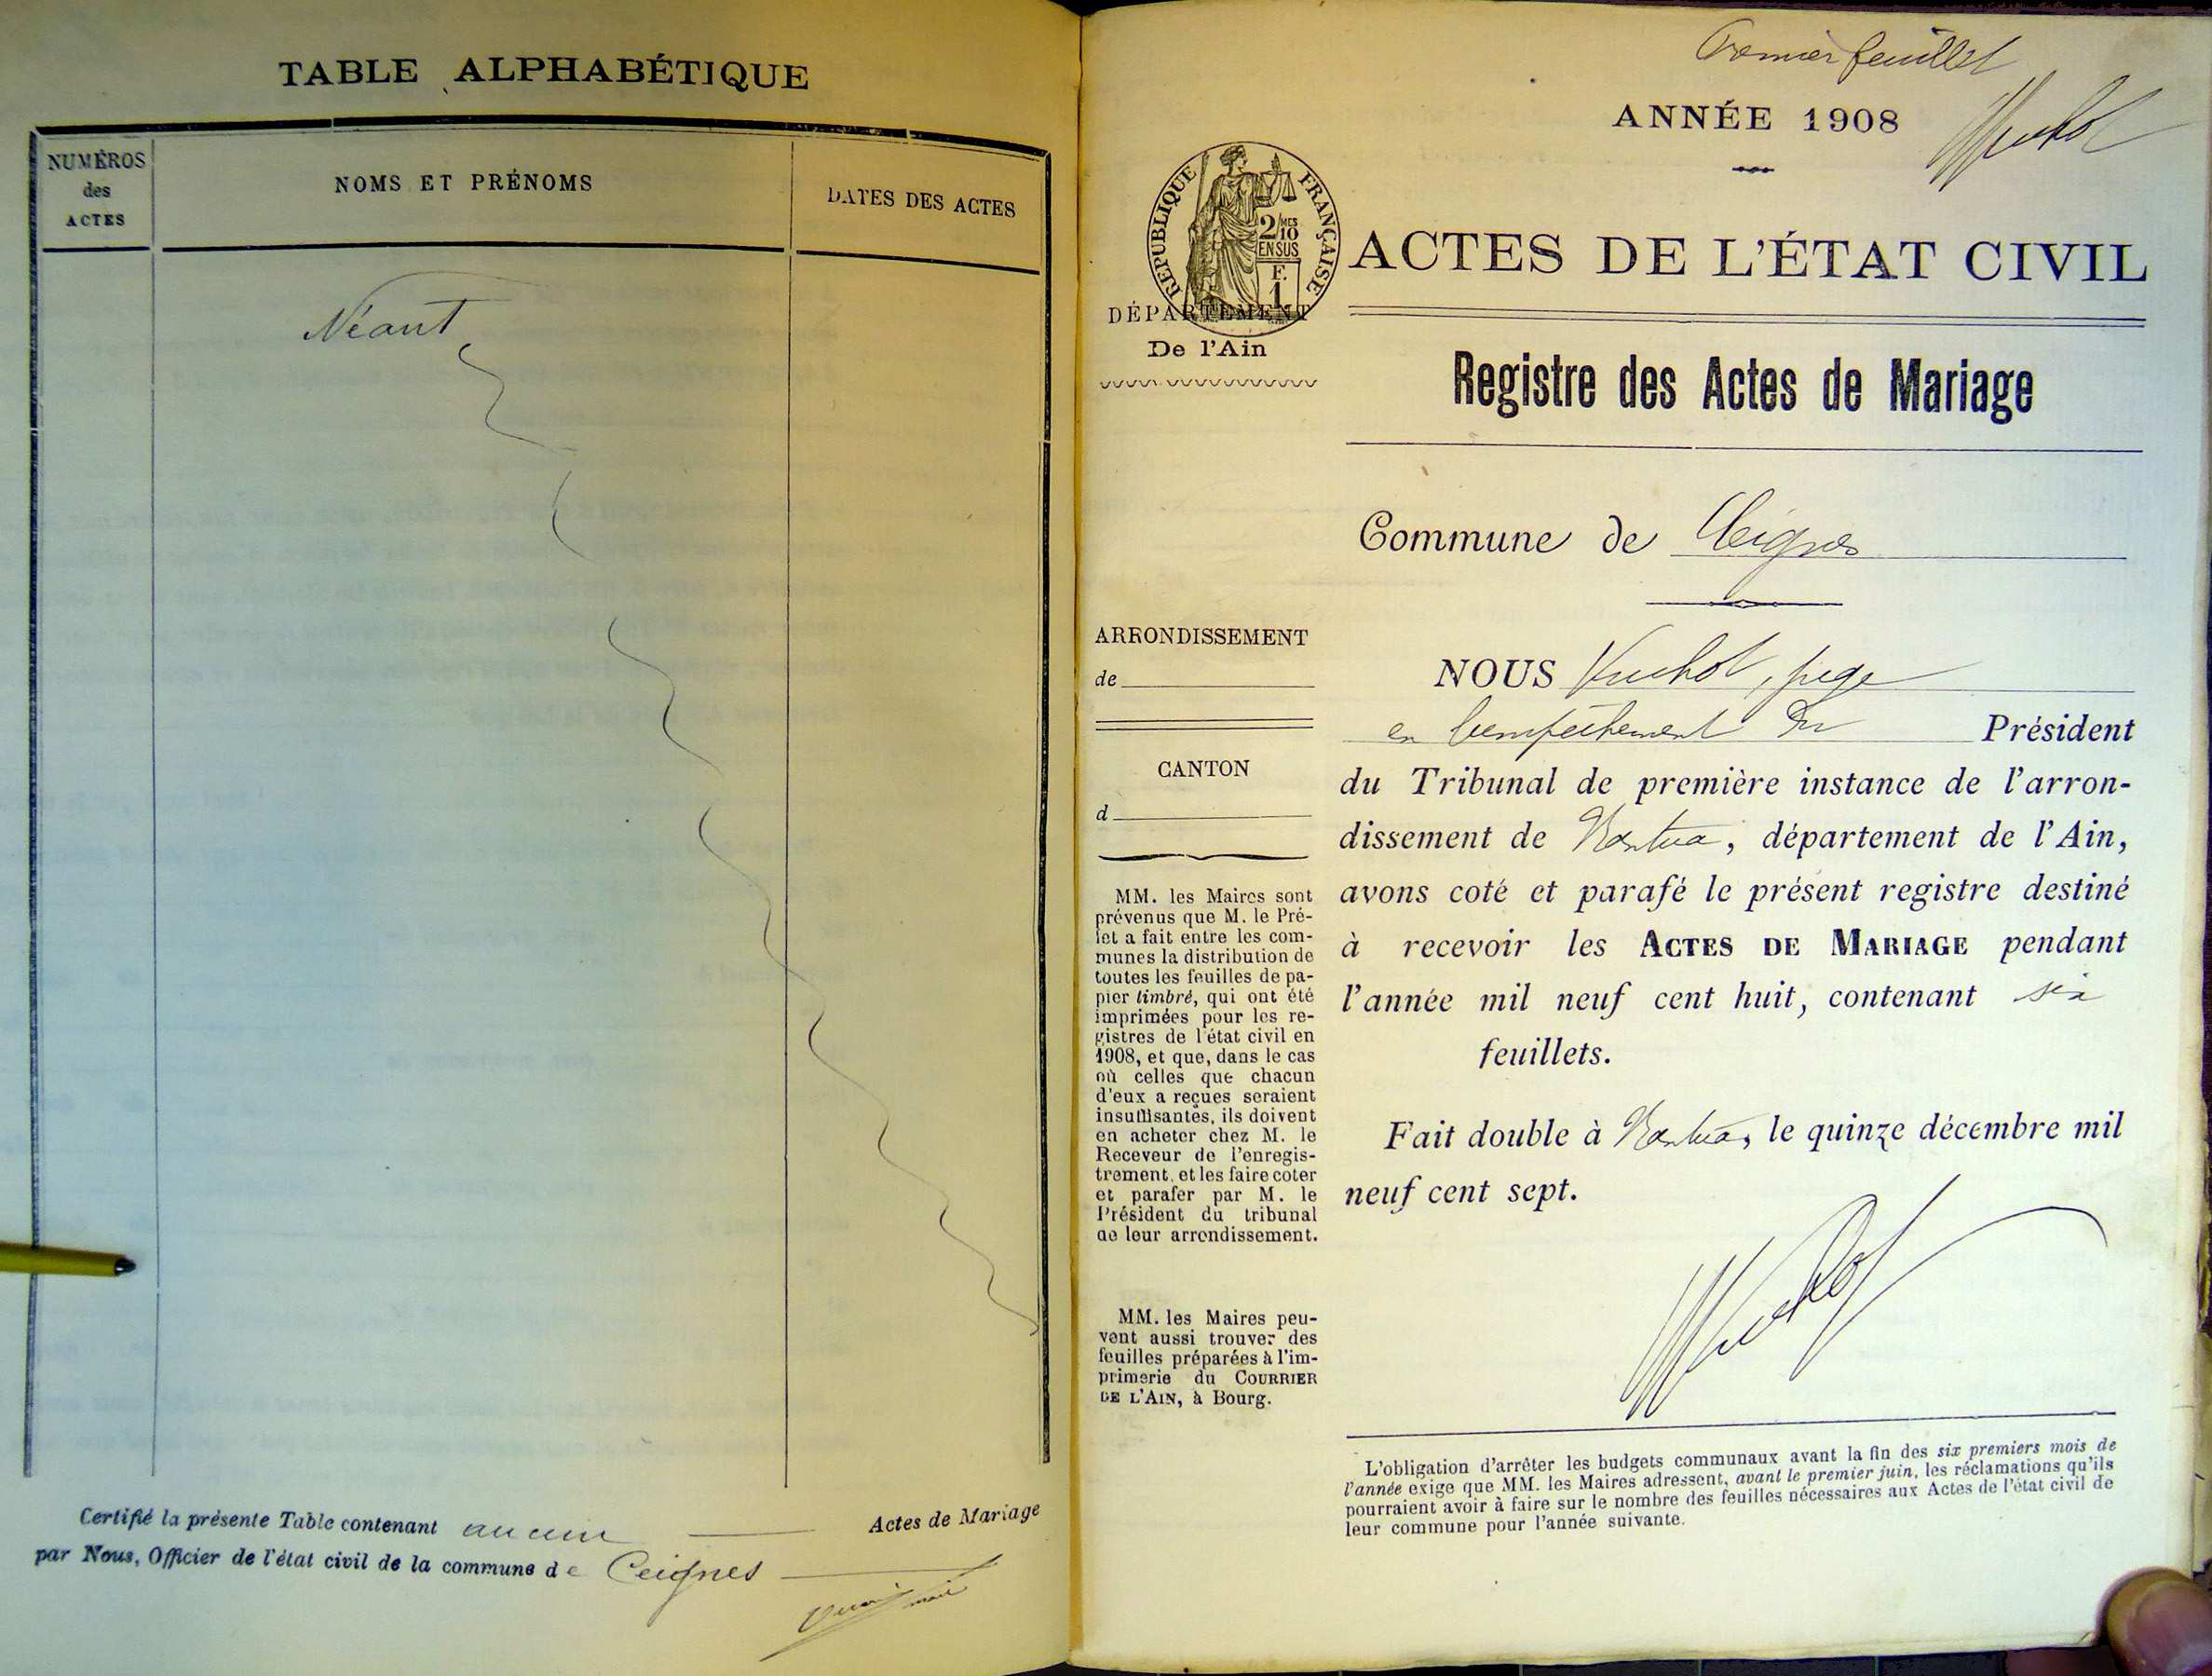 TABLE ALPHABÉTIQUE
NUMÉROS
des
ACTES
NOMS ET PRÉNOMS
DATES DES ACTES
Néant
Certifié la présente Table contenant aucun Actes de Mariage
par Nous, Officier de l'état civil de la commune de Ceignes
Premier feuillet
ANNÉE 1908
RÉPUBLIQUE FRANÇAISE
2/10 MES
EN SUS
F.
1
DÉPARTEMENT
De l'Ain
ACTES DE L'ÉTAT CIVIL
Registre des Actes de Mariage
Commune de Ceignes
ARRONDISSEMENT
de
CANTON
d
MM. les Maires sont
prévenus que M. le Pré-
fet a fait entre les com-
munes la distribution de
toutes les feuilles de pa-
pier timbré, qui ont été
imprimées pour les re-
gistres de l'état civil en
1908, et que, dans le cas
où celles que chacun
d'eux a reçues seraient
insuffisantes, ils doivent
en acheter chez M. le
Receveur de l'enregis-
trement, et les faire coter
et parafer par M. le
Président du tribunal
de leur arrondissement.
MM. les Maires peu-
vent aussi trouver des
feuilles préparées à l'im-
primerie du COURRIER
DE L'AIN, à Bourg.
NOUS Vuchot, juge
en l'empêchement du Président
du Tribunal de première instance de l'arron-
dissement de Nantua, département de l'Ain,
avons coté et parafé le présent registre destiné
à recevoir les ACTES DE MARIAGE pendant
l'année mil neuf cent huit, contenant six
feuillets.
Fait double à Nantua, le quinze décembre mil
neuf cent sept.
L'obligation d'arrêter les budgets communaux avant la fin des six premiers mois de
l'année exige que MM. les Maires adressent, avant le premier juin, les réclamations qu'ils
pourraient avoir à faire sur le nombre des feuilles nécessaires aux Actes de l'état civil de
leur commune pour l'année suivante.